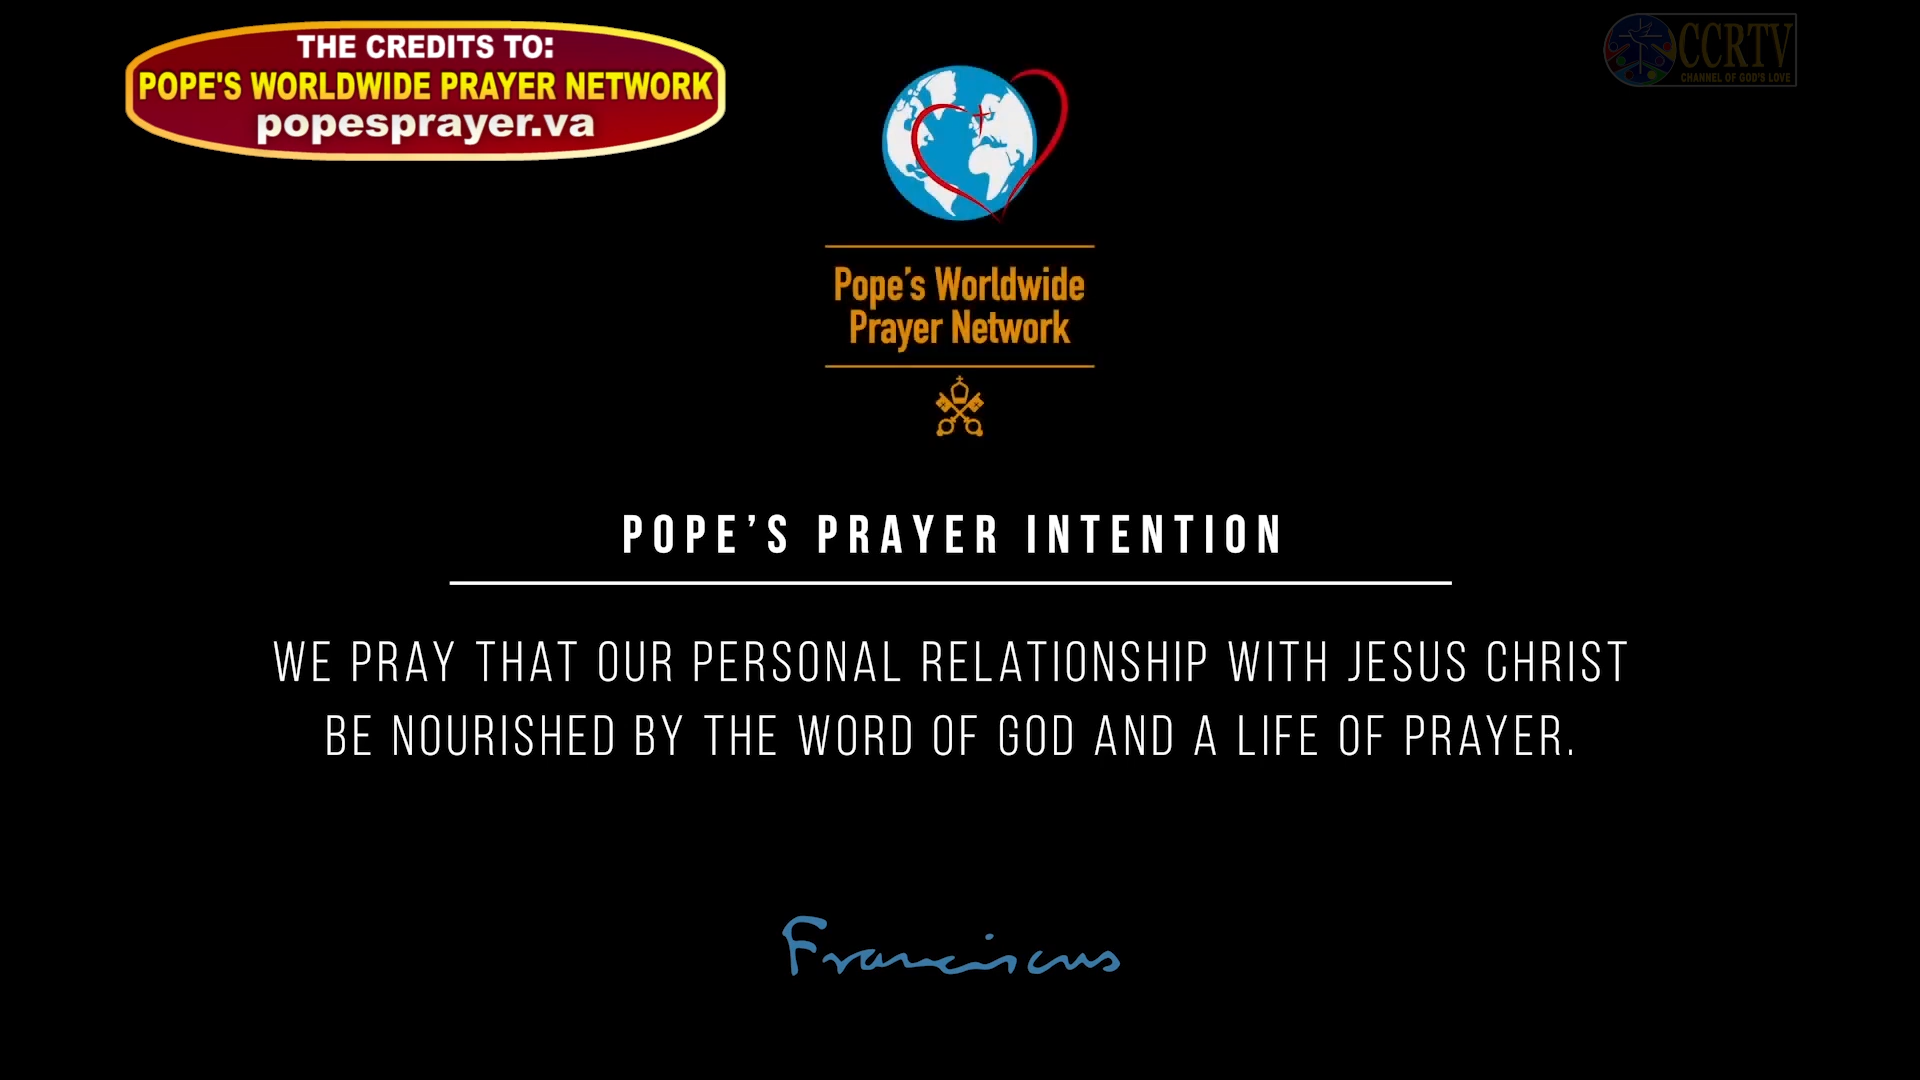 THE CREDITS TO:
POPE'S WORLDWIDE PRAYER NETWORK
popesprayer.va
CCRTV
CHANNEL OF GOD'S LOVE
Pope's Worldwide
Prayer Network
POPE'S PRAYER INTENTION
WE PRAY THAT OUR PERSONAL RELATIONSHIP WITH JESUS CHRIST
BE NOURISHED BY THE WORD OF GOD AND A LIFE OF PRAYER.
Franciscus